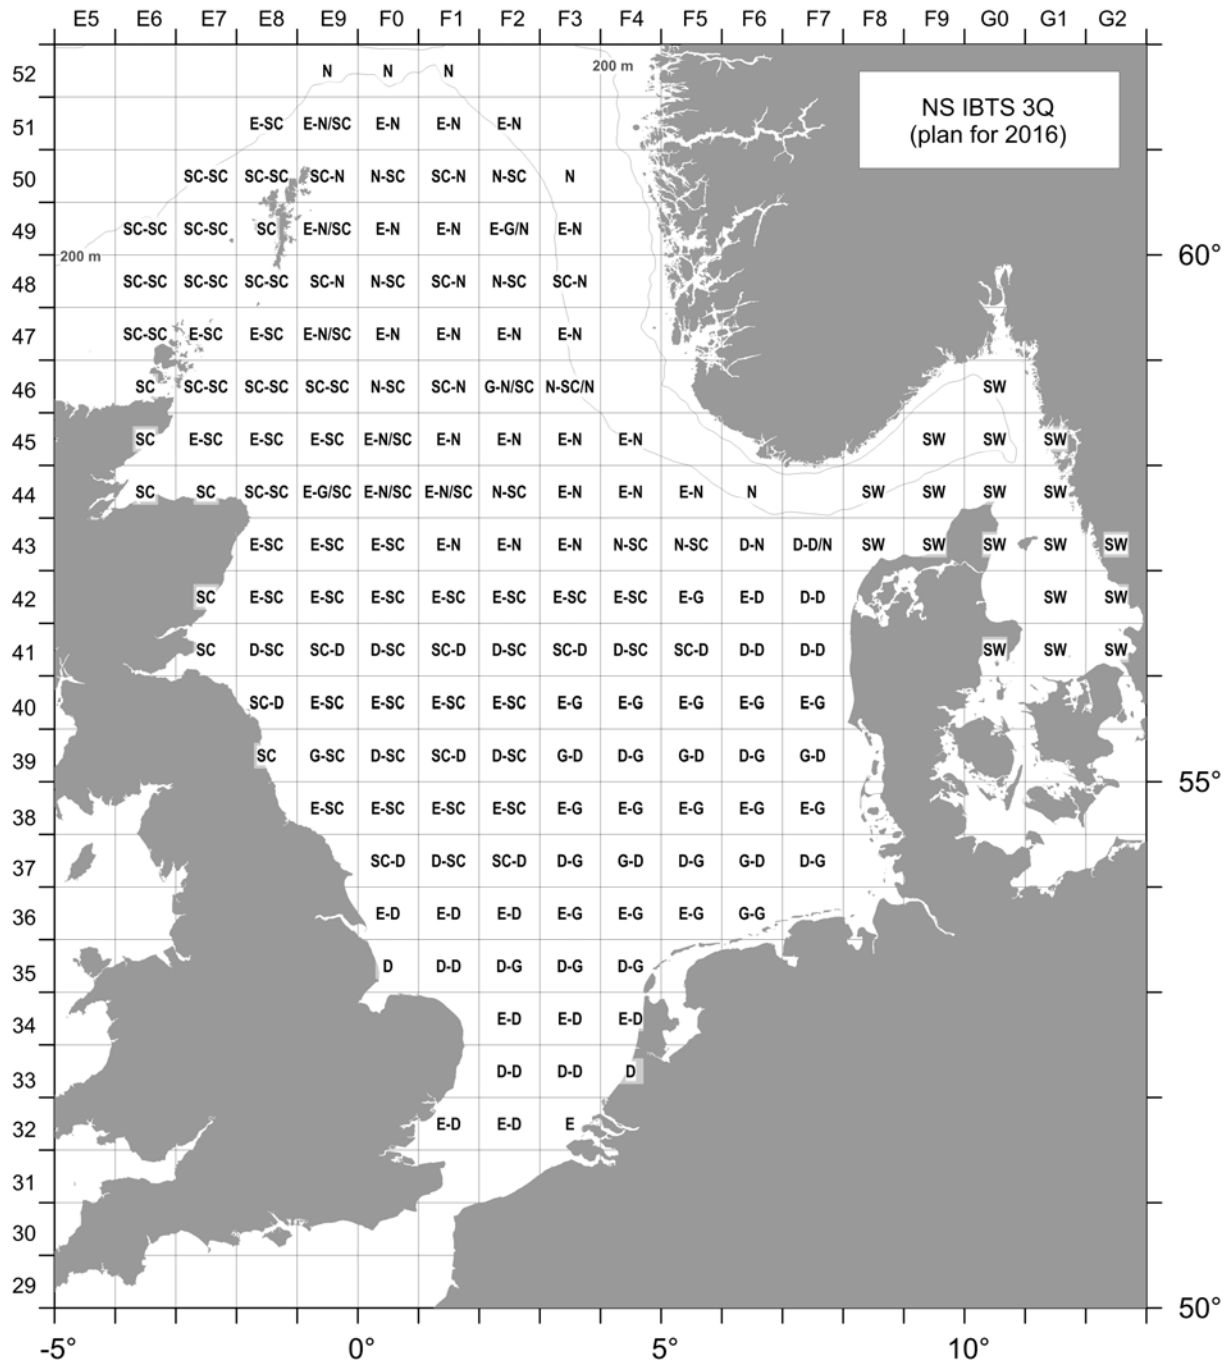 E5 E6 E7 E8 E9 F0 F1 F2 F3 F4 F5 F6 F7 F8 F9 G0 G1 G2
NS IBTS 3Q
(plan for 2016)
52 N N N 200 m
51 E-SC E-N/SC E-N E-N E-N
50 SC-SC SC-SC SC-N N-SC SC-N N-SC N
49 SC-SC SC-SC SC E-N/SC E-N E-N E-G/N E-N
200 m 60°
48 SC-SC SC-SC SC-SC SC-N N-SC SC-N N-SC SC-N
47 SC-SC E-SC E-SC E-N/SC E-N E-N E-N E-N
46 SC SC-SC SC-SC SC-SC N-SC SC-N G-N/SC N-SC/N SW
45 SC E-SC E-SC E-SC E-N/SC E-N E-N E-N E-N SW SW SW
44 SC SC SC-SC E-G/SC E-N/SC E-N/SC N-SC E-N E-N E-N N SW SW SW SW
43 E-SC E-SC E-SC E-N E-N E-N N-SC N-SC D-N D-D/N SW SW SW SW SW
42 SC E-SC E-SC E-SC E-SC E-SC E-SC E-SC E-G E-D D-D SW SW
41 SC D-SC SC-D D-SC SC-D D-SC SC-D D-SC SC-D D-D D-D SW SW SW
40 SC-D E-SC E-SC E-SC E-SC E-G E-G E-G E-G E-G
39 SC G-SC D-SC SC-D D-SC G-D D-G G-D D-G G-D
55°
38 E-SC E-SC E-SC E-SC E-G E-G E-G E-G E-G
37 SC-D D-SC SC-D D-G G-D D-G G-D D-G
36 E-D E-D E-D E-G E-G E-G G-G
35 D D-D D-G D-G D-G
34 E-D E-D E-D
33 D-D D-D D
32 E-D E-D E
31
30
29
50°
-5° 0° 5° 10°